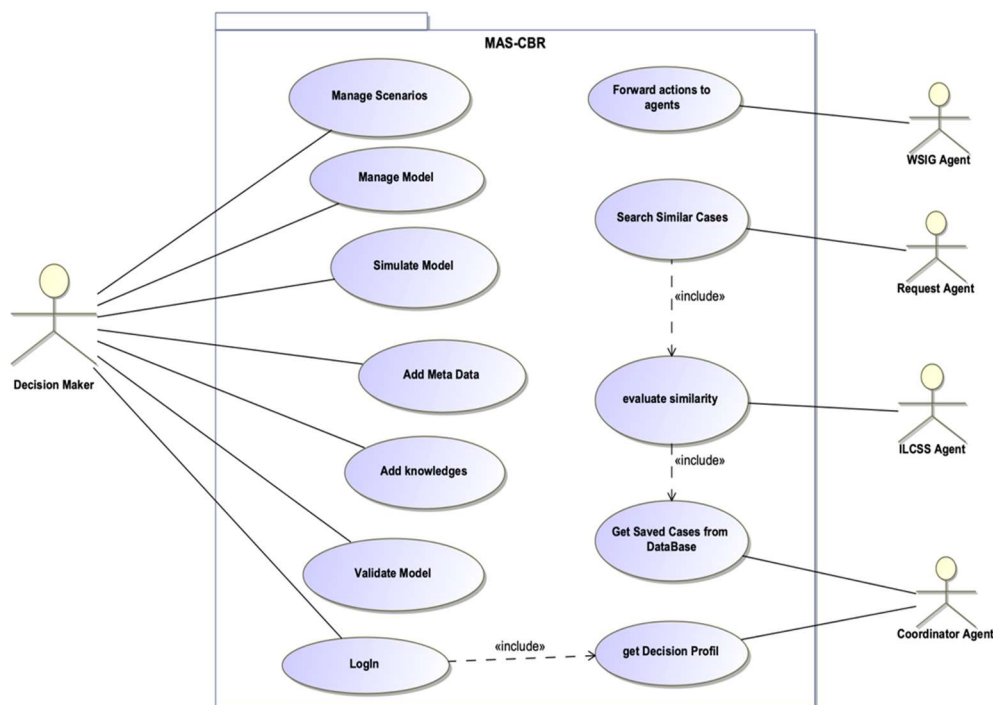 MAS-CBR
Manage Scenarios
Manage Model
Simulate Model
Add Meta Data
Add knowledges
Validate Model
LogIn
Decision Maker
«include»
Forward actions to
agents
Search Similar Cases
«include»
evaluate similarity
«include»
Get Saved Cases from
DataBase
get Decision Profil
WSIG Agent
Request Agent
ILCSS Agent
Coordinator Agent